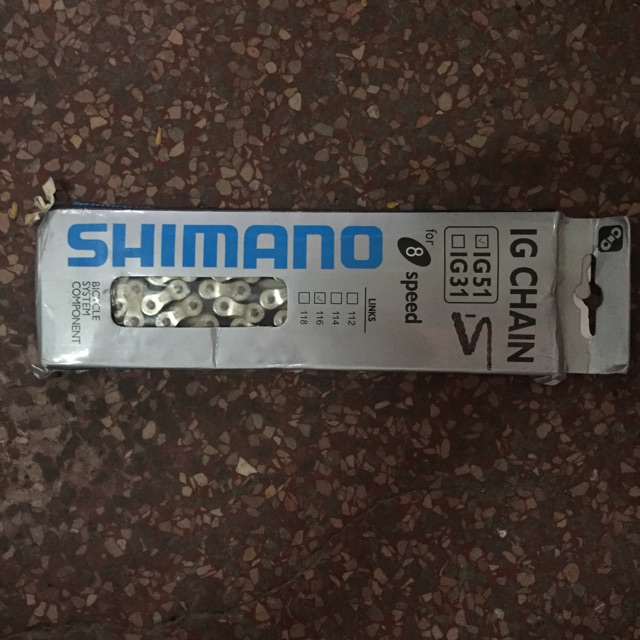 SHIMANO
BICYCLE
SYSTEM
COMPONENT
LINKS
112
114
116
118
for
8
speed
IG51
IG31
IG CHAIN